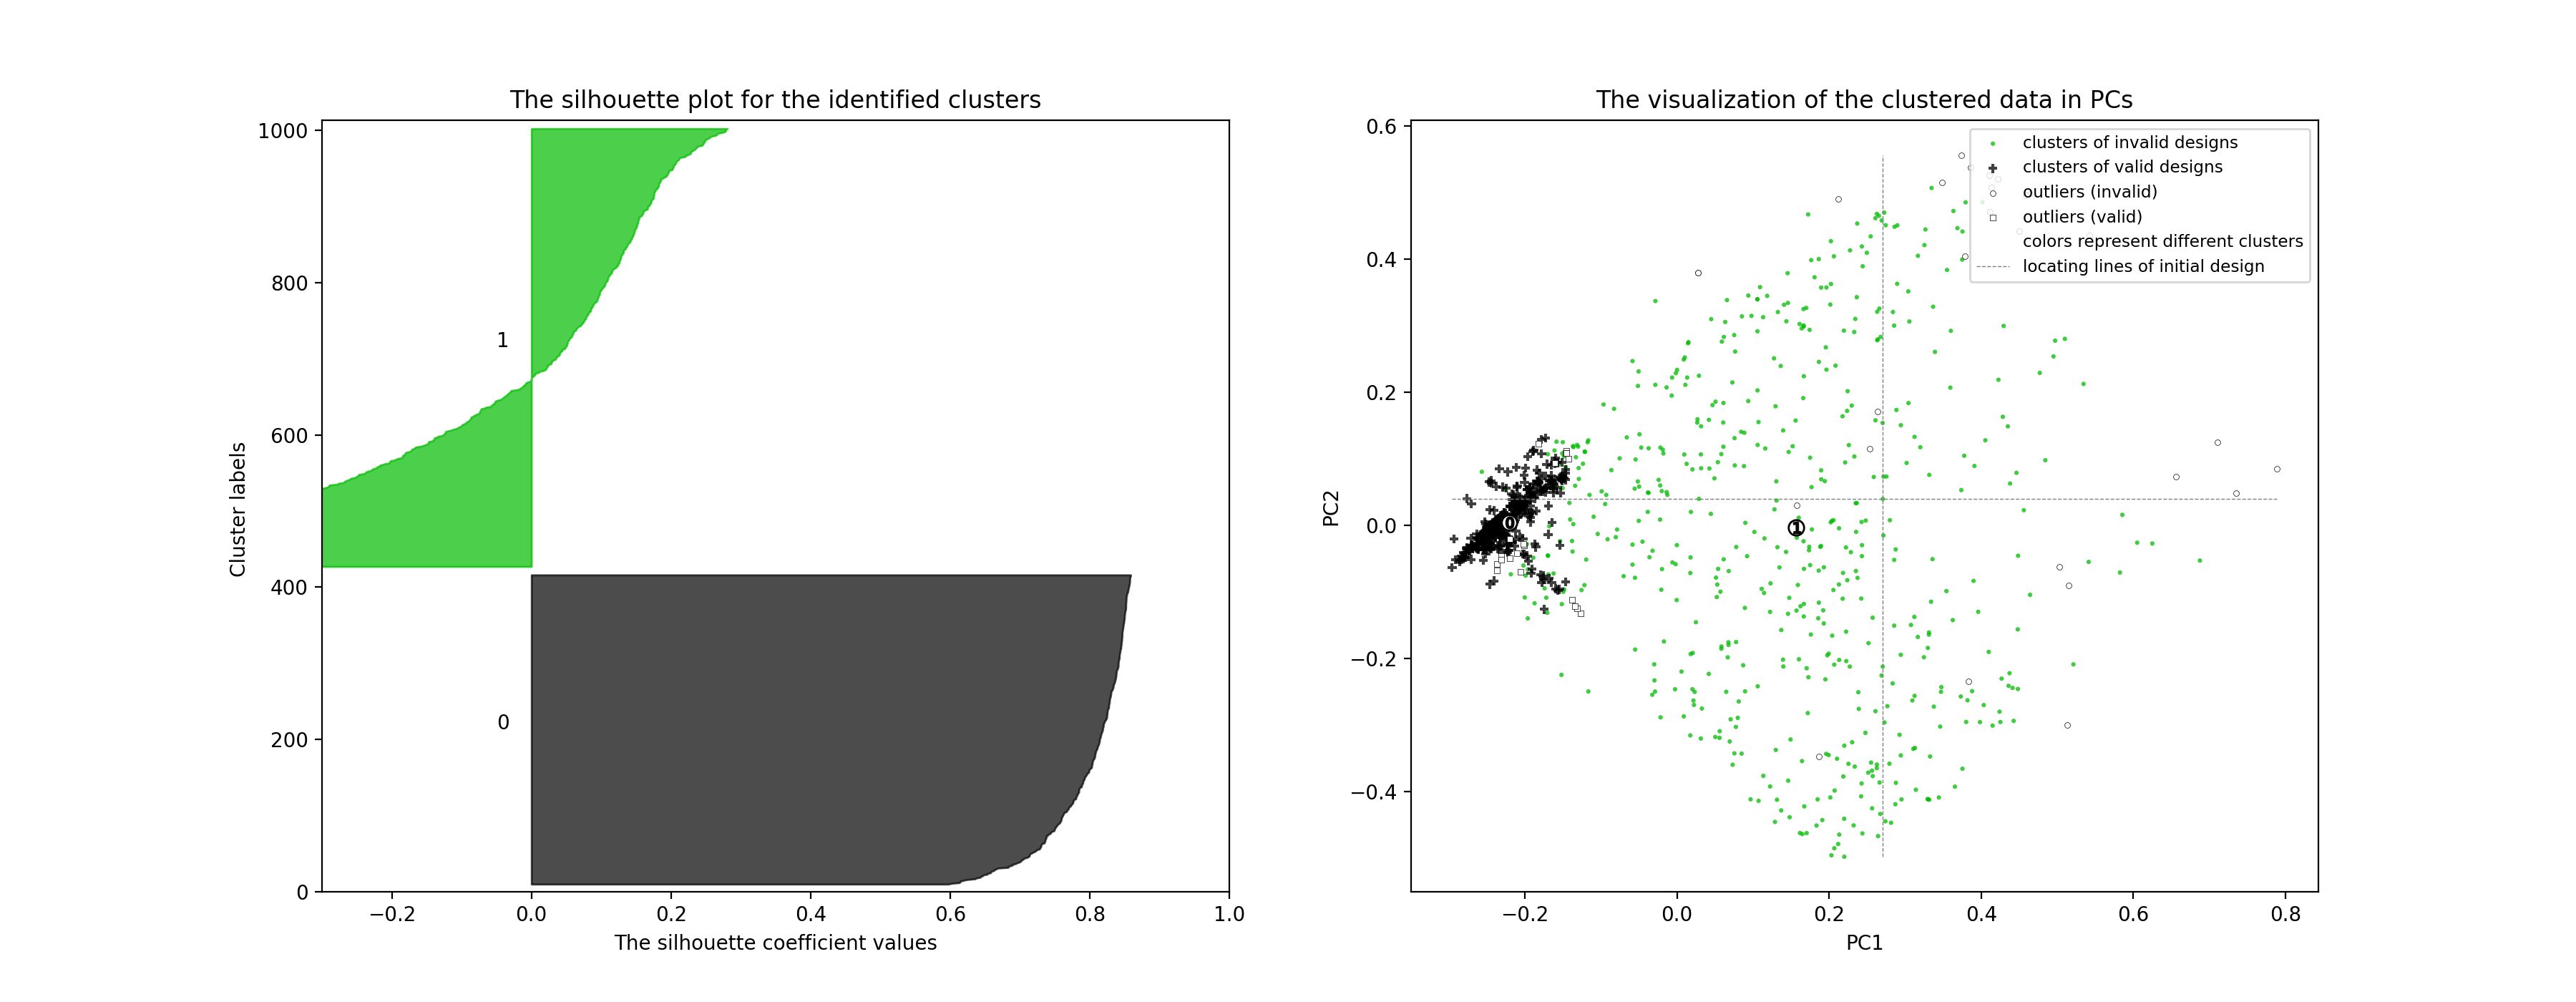 The silhouette plot for the identified clusters
1000
800
600
400
200
0
Cluster labels
1
0
−0.2
0.0
0.2
0.4
0.6
0.8
1.0
The silhouette coefficient values
The visualization of the clustered data in PCs
0.6
0.4
0.2
0.0
−0.2
−0.4
PC2
clusters of invalid designs
clusters of valid designs
outliers (invalid)
outliers (valid)
colors represent different clusters
locating lines of initial design
0
1
−0.2
0.0
0.2
0.4
0.6
0.8
PC1